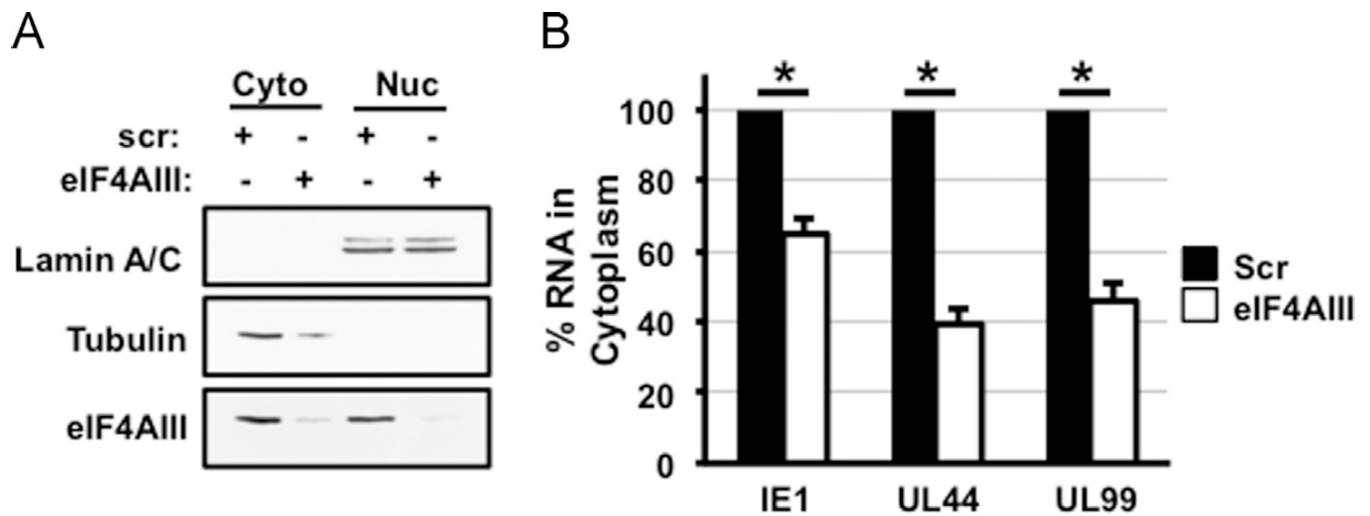 A
Cyto Nuc
scr: + - + -
eIF4AIII: - + - +
Lamin A/C
Tubulin
eIF4AIII
B
* * *
% RNA in
Cytoplasm
100
80
60
40
20
0
IE1 UL44 UL99
Scr
eIF4AIII